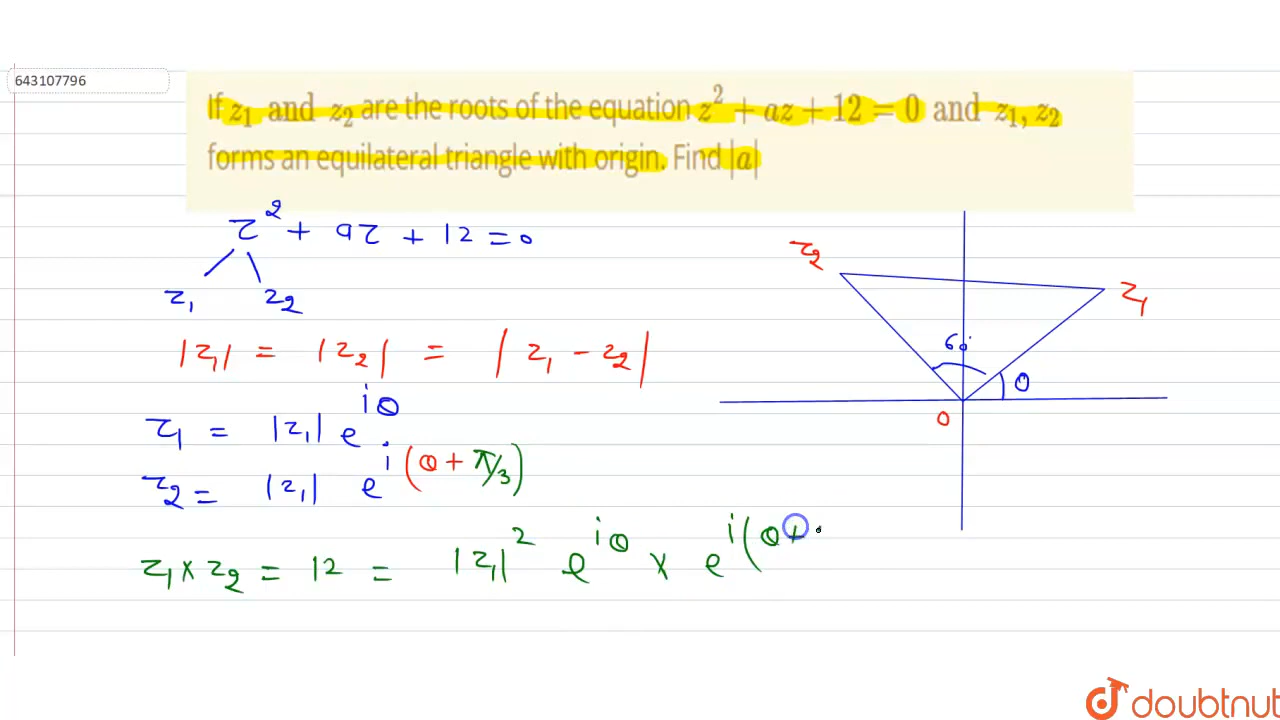 643107796
If z₁ and z₂ are the roots of the equation z² + az + 12 = 0 and z₁, z₂
forms an equilateral triangle with origin. Find |a|
z² + az + 12 = 0
z₁ z₂
|z₁| = |z₂| = |z₁ - z₂|
z₁ = |z₁| e^{iθ}
z₂ = |z₁| e^{i(θ + π/3)}
z₁ × z₂ = 12 = |z₁|² e^{iθ} × e^{i(θ+
z₂
z₁
60°
θ
0
doubtnut